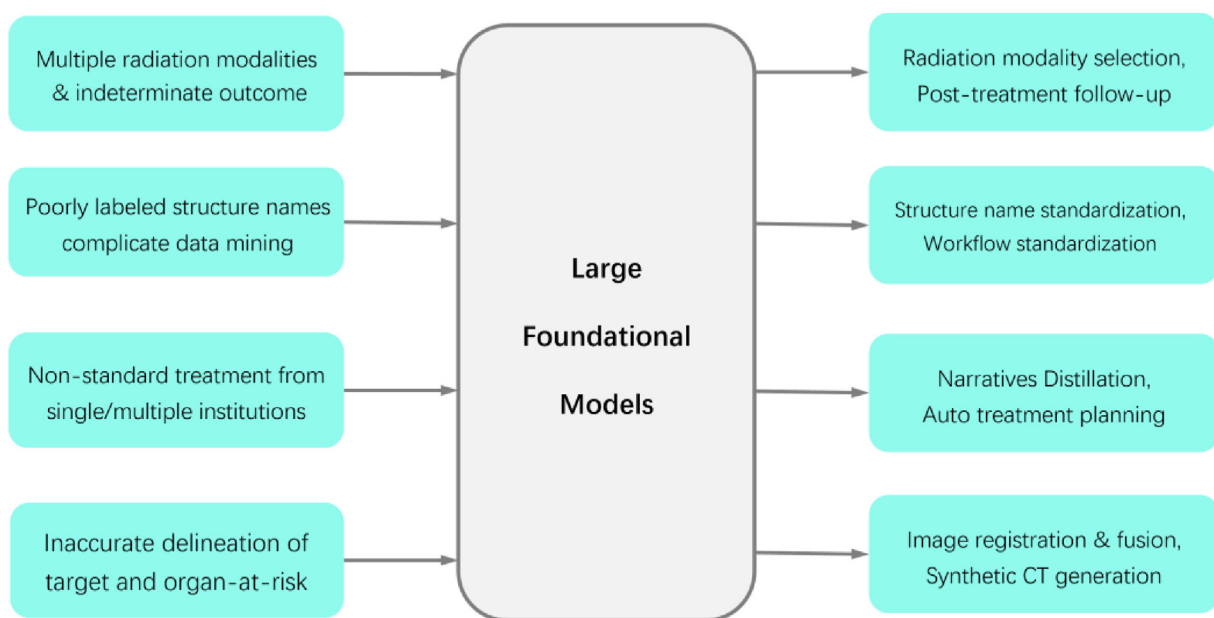 Multiple radiation modalities
& indeterminate outcome
Poorly labeled structure names
complicate data mining
Non-standard treatment from
single/multiple institutions
Inaccurate delineation of
target and organ-at-risk
Large
Foundational
Models
Radiation modality selection,
Post-treatment follow-up
Structure name standardization,
Workflow standardization
Narratives Distillation,
Auto treatment planning
Image registration & fusion,
Synthetic CT generation